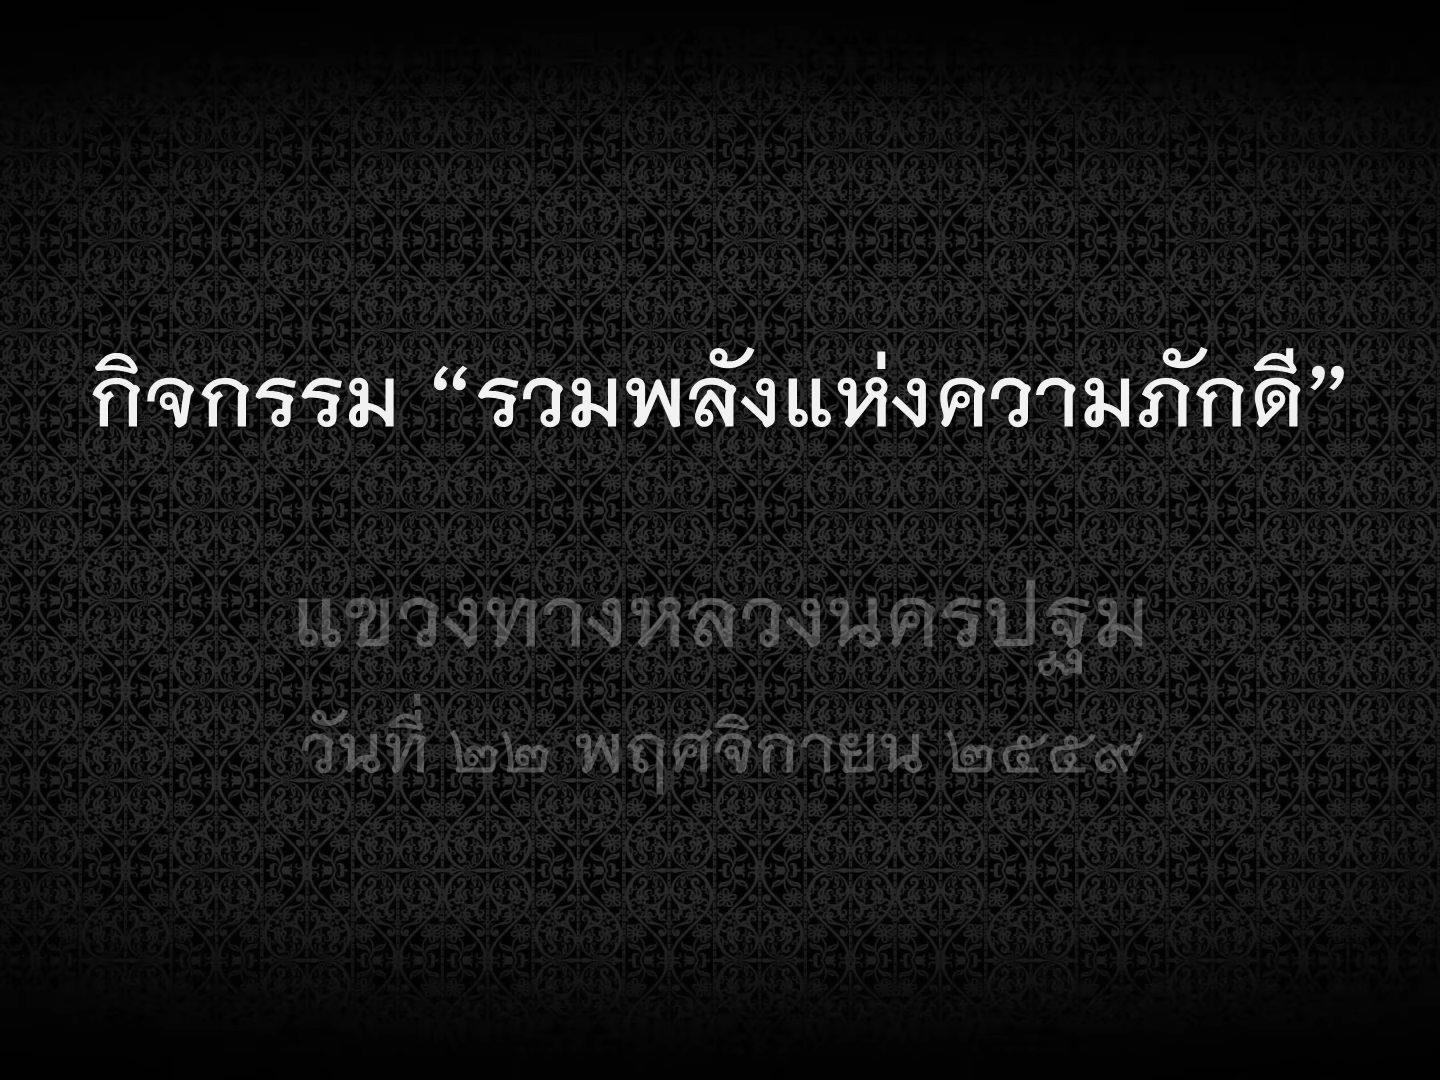 กิจกรรม “รวมพลังแห่งความภักดี”
แขวงทางหลวงนครปฐม
วันที่ ๒๒ พฤศจิกายน ๒๕๕๙